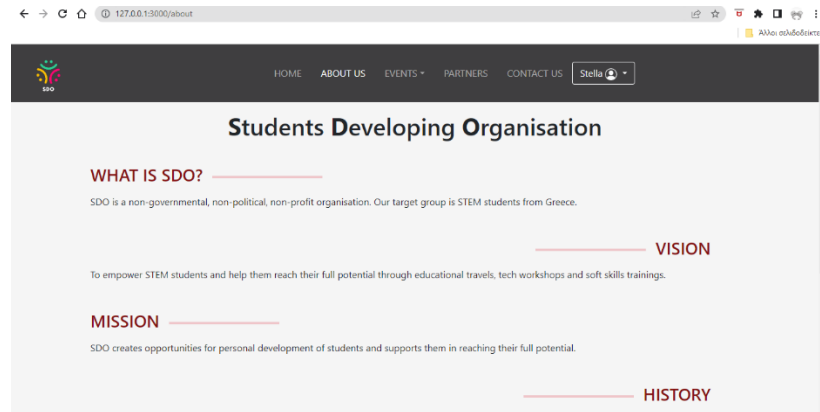 127.0.0.1:3000/about
Άλλοι σελιδοδείκτε
SDO
HOME ABOUT US EVENTS PARTNERS CONTACT US Stella
Students Developing Organisation
WHAT IS SDO?
SDO is a non-governmental, non-political, non-profit organisation. Our target group is STEM students from Greece.
VISION
To empower STEM students and help them reach their full potential through educational travels, tech workshops and soft skills trainings.
MISSION
SDO creates opportunities for personal development of students and supports them in reaching their full potential.
HISTORY